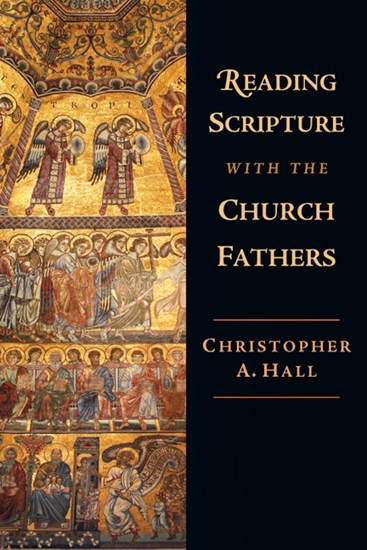 READING
SCRIPTURE
WITH THE
CHURCH
FATHERS
CHRISTOPHER
A. HALL